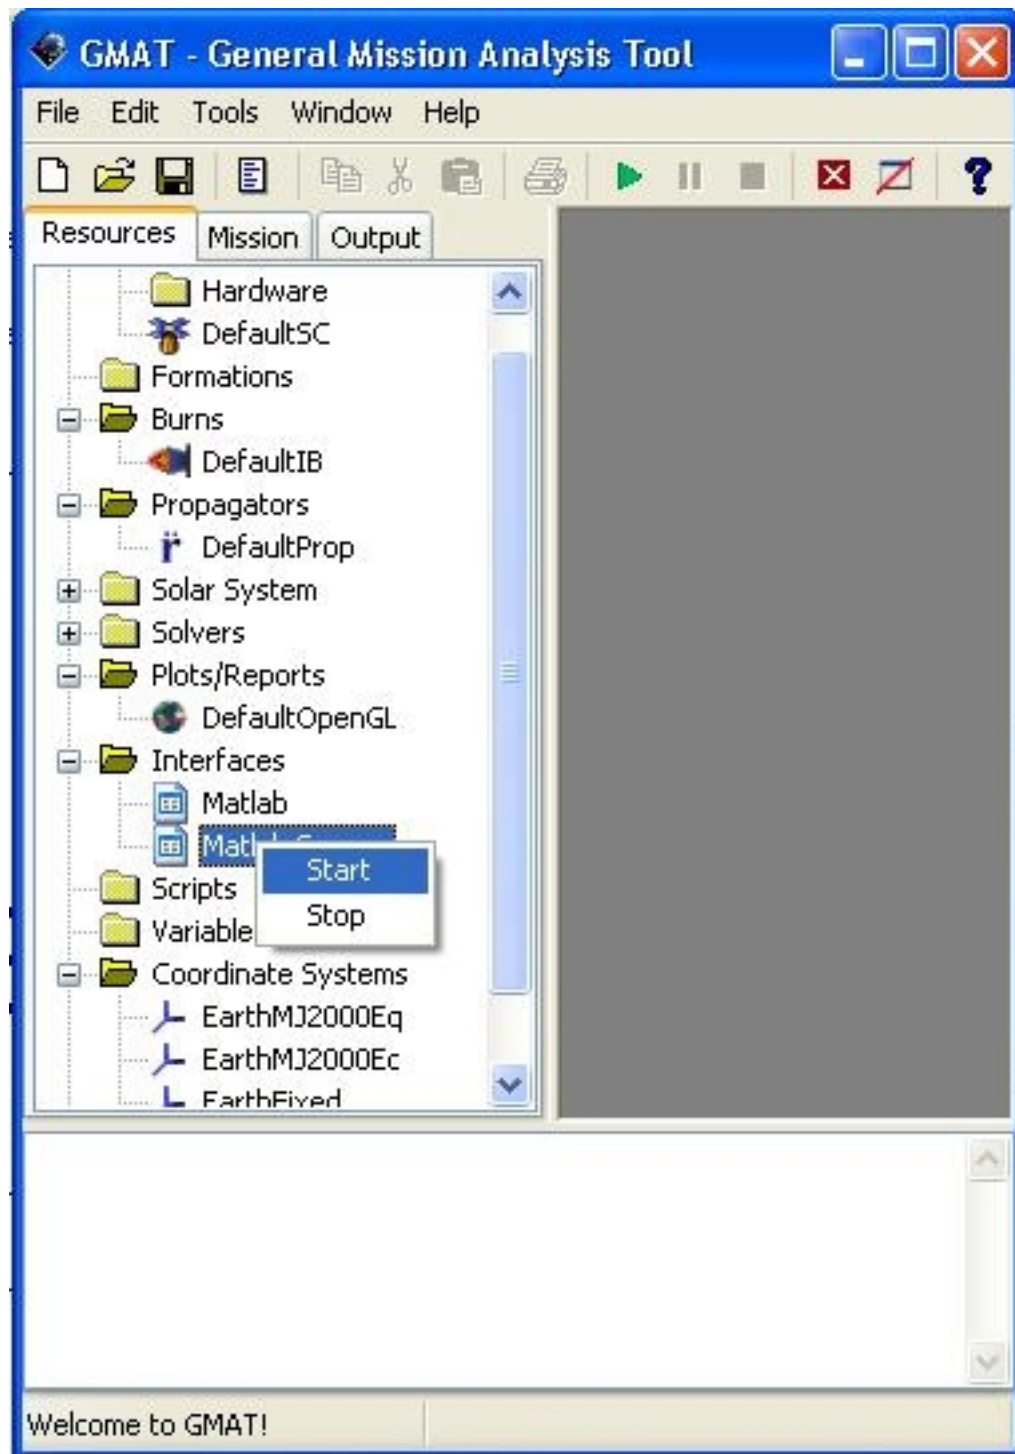 GMAT - General Mission Analysis Tool
File Edit Tools Window Help
Resources Mission Output
Hardware
DefaultSC
Formations
Burns
DefaultIB
Propagators
r DefaultProp
Solar System
Solvers
Plots/Reports
DefaultOpenGL
Interfaces
Matlab
Start
Scripts
Stop
Variable
Coordinate Systems
EarthMJ2000Eq
EarthMJ2000Ec
EarthFixed
Welcome to GMAT!